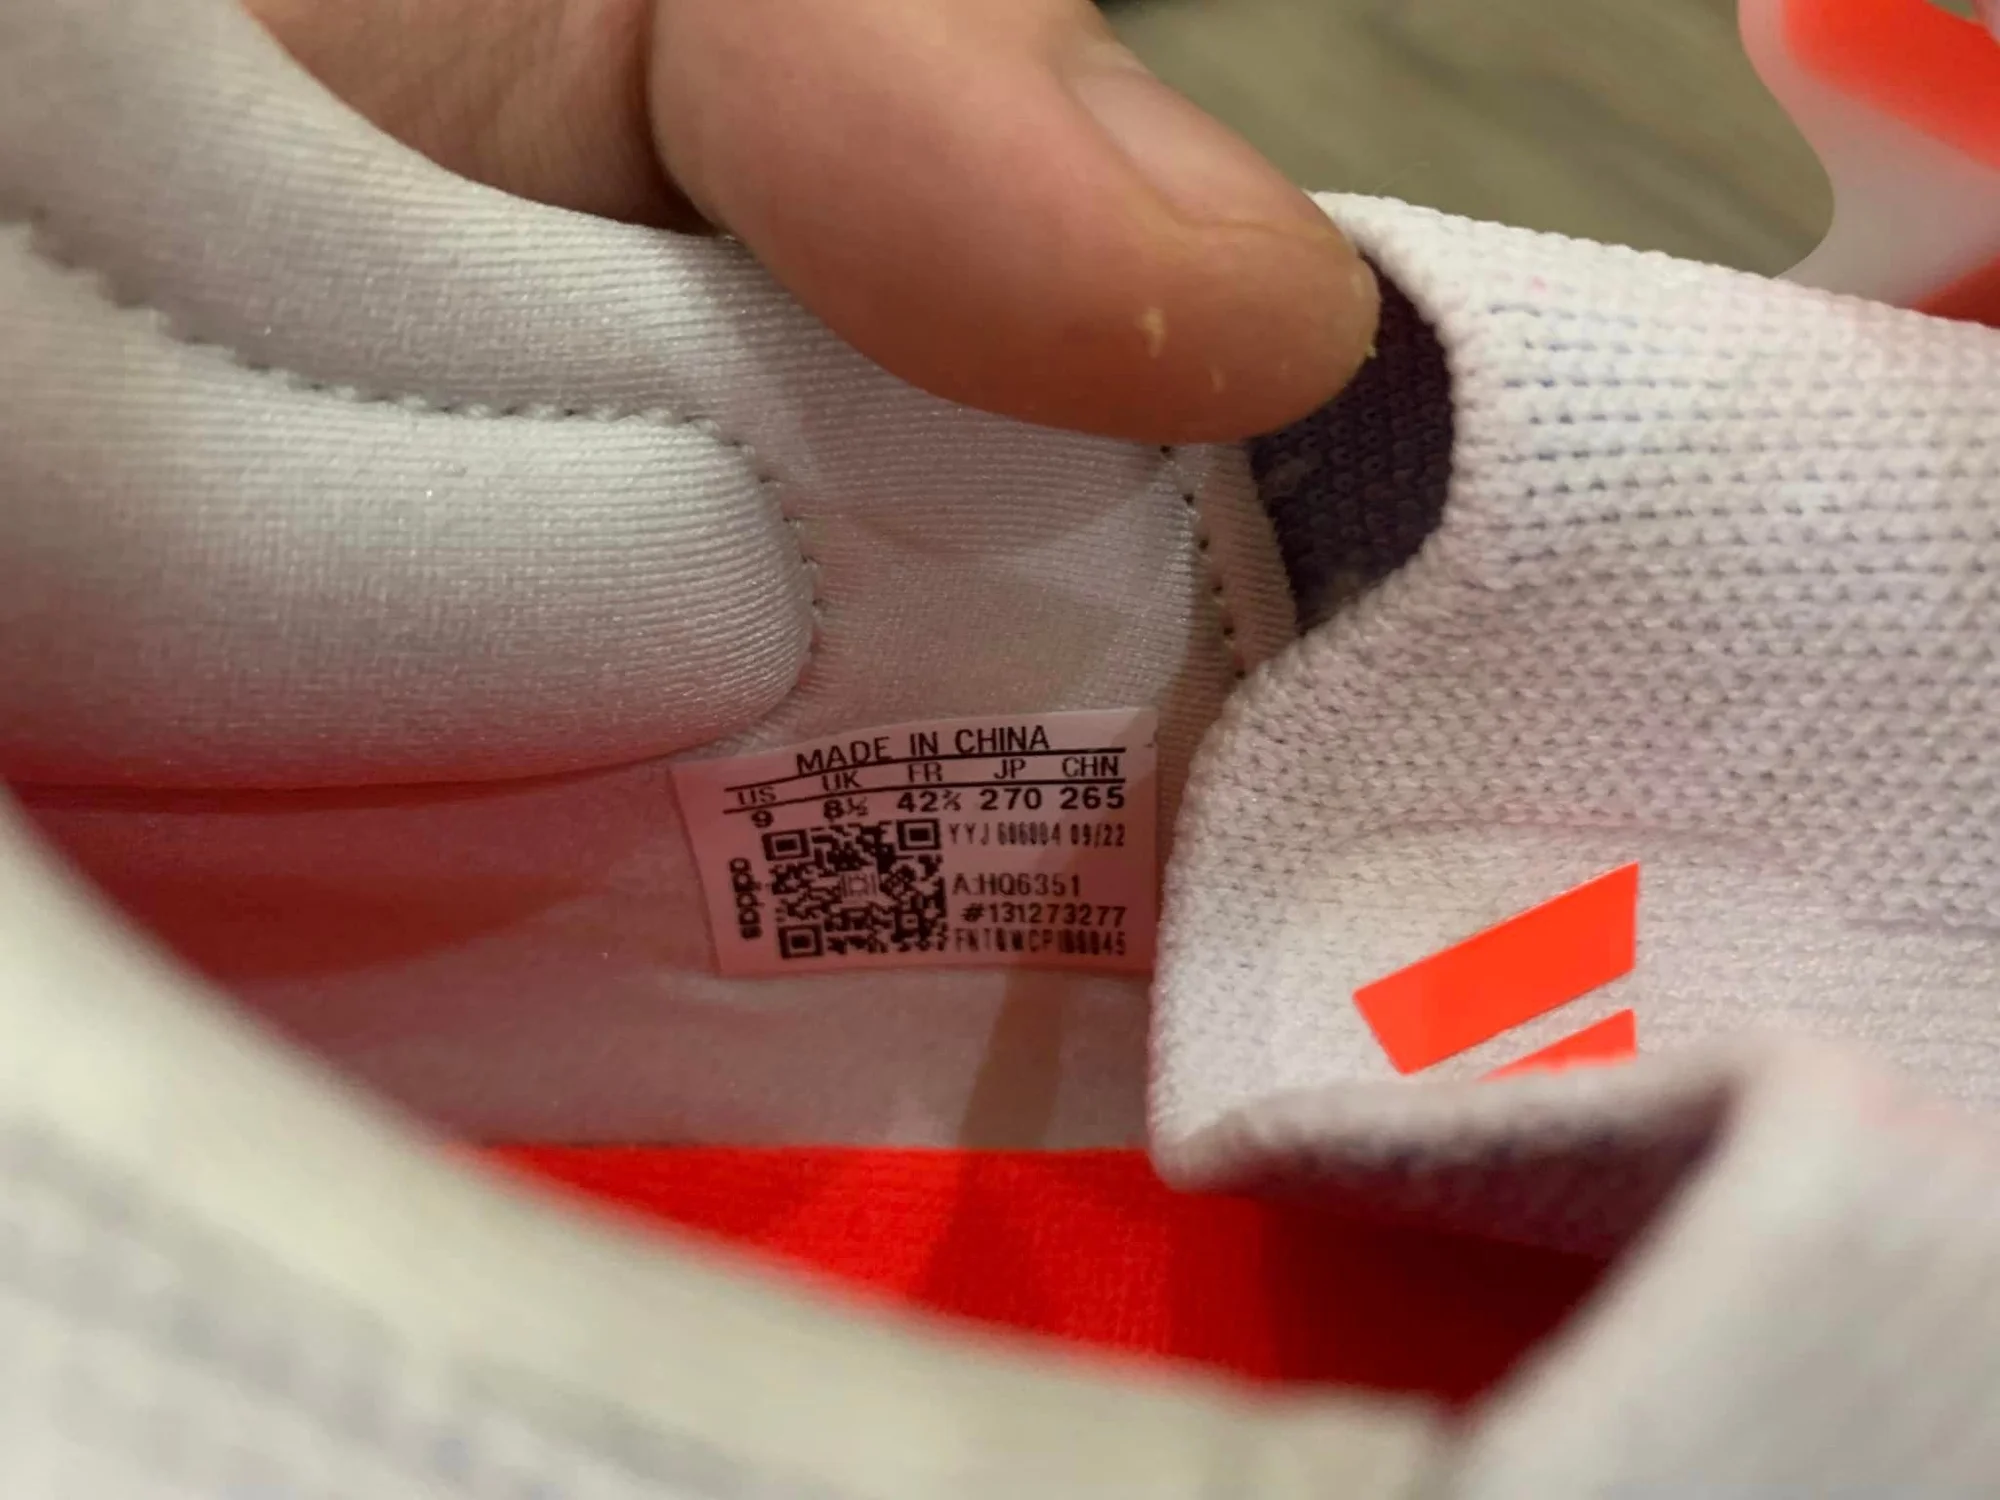 MADE IN CHINA
US UK FR JP CHN
9 8½ 42⅔ 270 265
YYJ 606004 09/22
A:HQ6351
#131273277
adidas